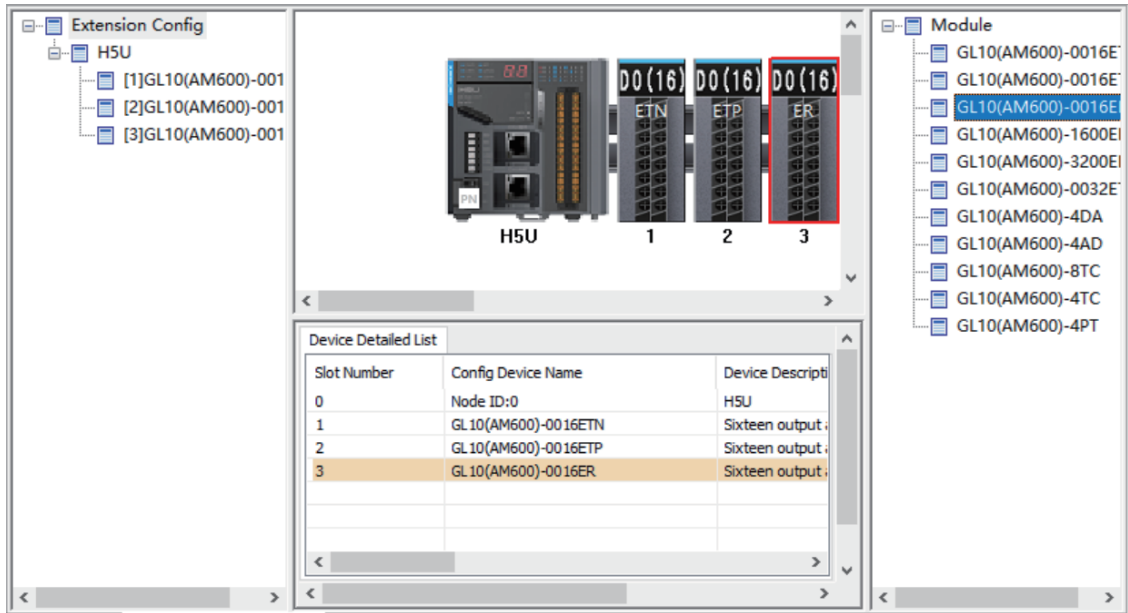 Extension Config
H5U
[1]GL10(AM600)-001
[2]GL10(AM600)-001
[3]GL10(AM600)-001
DO(16) DO(16) DO(16)
ETN ETP ER
PN
H5U 1 2 3
Device Detailed List
Slot Number Config Device Name Device Descripti
0 Node ID:0 H5U
1 GL10(AM600)-0016ETN Sixteen output
2 GL10(AM600)-0016ETP Sixteen output
3 GL10(AM600)-0016ER Sixteen output
Module
GL10(AM600)-0016E
GL10(AM600)-0016E
GL10(AM600)-0016E
GL10(AM600)-1600E
GL10(AM600)-3200E
GL10(AM600)-0032E
GL10(AM600)-4DA
GL10(AM600)-4AD
GL10(AM600)-8TC
GL10(AM600)-4TC
GL10(AM600)-4PT